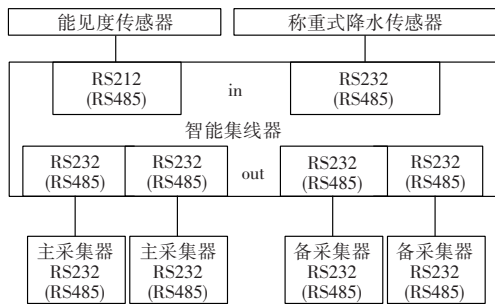 能见度传感器 称重式降水传感器
RS212 in RS232
(RS485) (RS485)
智能集线器
RS232 RS232 out RS232 RS232
(RS485) (RS485) (RS485) (RS485)
主采集器 主采集器 备采集器 备采集器
RS232 RS232 RS232 RS232
(RS485) (RS485) (RS485) (RS485)